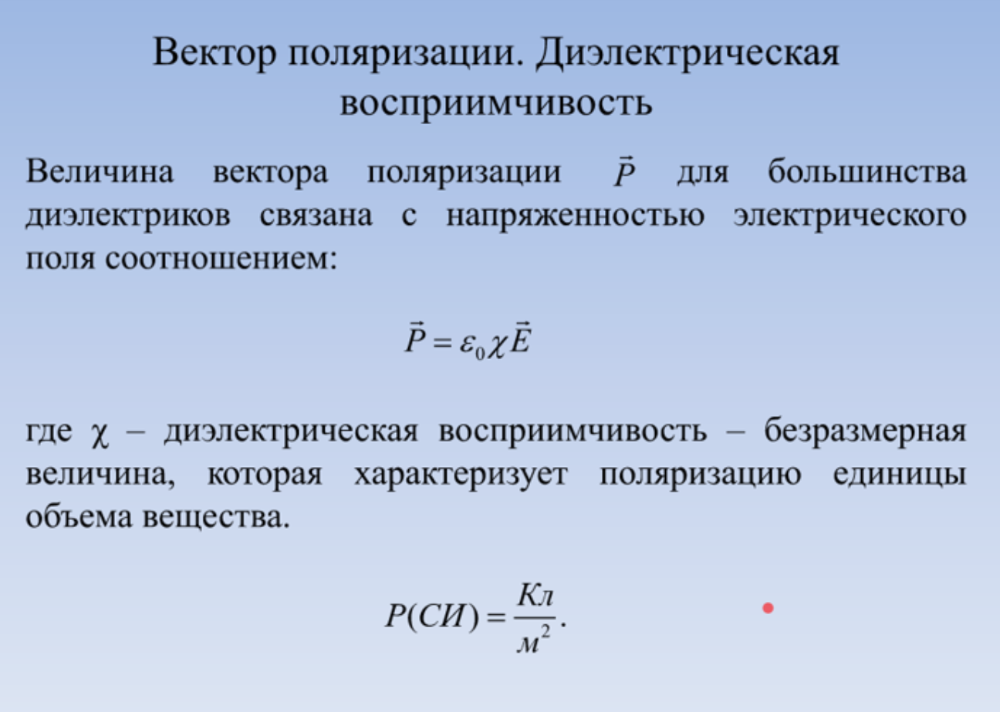 Вектор поляризации. Диэлектрическая
восприимчивость
Величина вектора поляризации $\vec{P}$ для большинства
диэлектриков связана с напряженностью электрического
поля соотношением:
$\vec{P} = \varepsilon_0 \chi \vec{E}$
где χ – диэлектрическая восприимчивость – безразмерная
величина, которая характеризует поляризацию единицы
объема вещества.
$P(СИ) = \frac{Кл}{м^2}.$